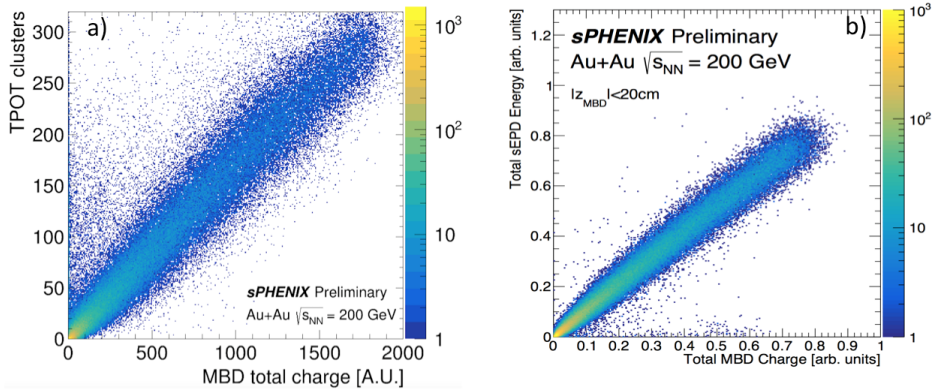 a)
TPOT clusters
300
250
200
150
100
50
0
0 500 1000 1500 2000
MBD total charge [A.U.]
sPHENIX Preliminary
Au+Au √sNN = 200 GeV
10³
10²
10
1
b)
sPHENIX Preliminary
Au+Au √sNN = 200 GeV
|zMBD|<20cm
Total sEPD Energy [arb. units]
1.2
1
0.8
0.6
0.4
0.2
0
0 0.1 0.2 0.3 0.4 0.5 0.6 0.7 0.8 0.9 1
Total MBD Charge [arb. units]
10³
10²
10
1